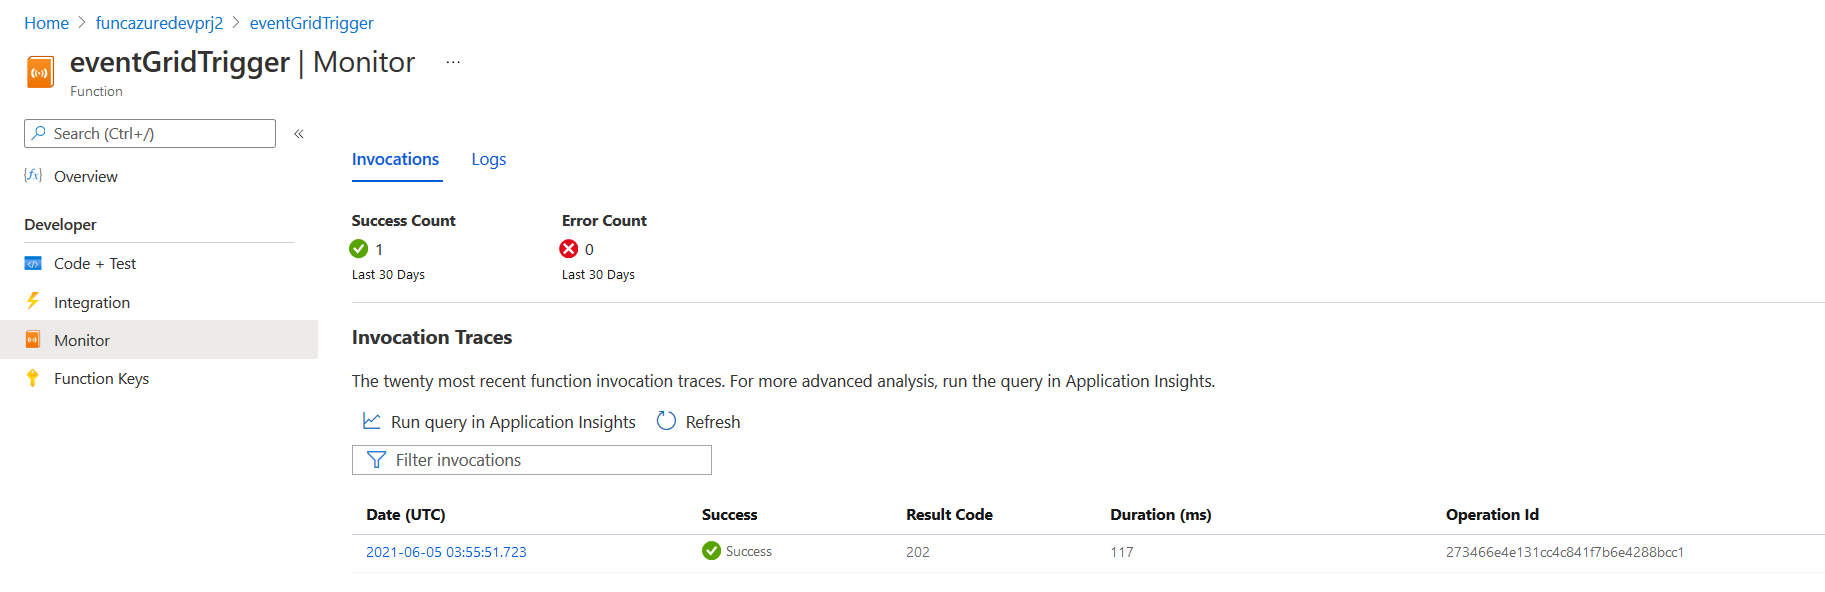 Home > funcazuredevprj2 > eventGridTrigger
eventGridTrigger | Monitor ...
Function
Search (Ctrl+/) «
Overview
Developer
Code + Test
Integration
Monitor
Function Keys
Invocations Logs
Success Count Error Count
1 0
Last 30 Days Last 30 Days
Invocation Traces
The twenty most recent function invocation traces. For more advanced analysis, run the query in Application Insights.
Run query in Application Insights Refresh
Filter invocations
Date (UTC) Success Result Code Duration (ms) Operation Id
2021-06-05 03:55:51.723 Success 202 117 273466e4e131cc4c841f7b6e4288bcc1